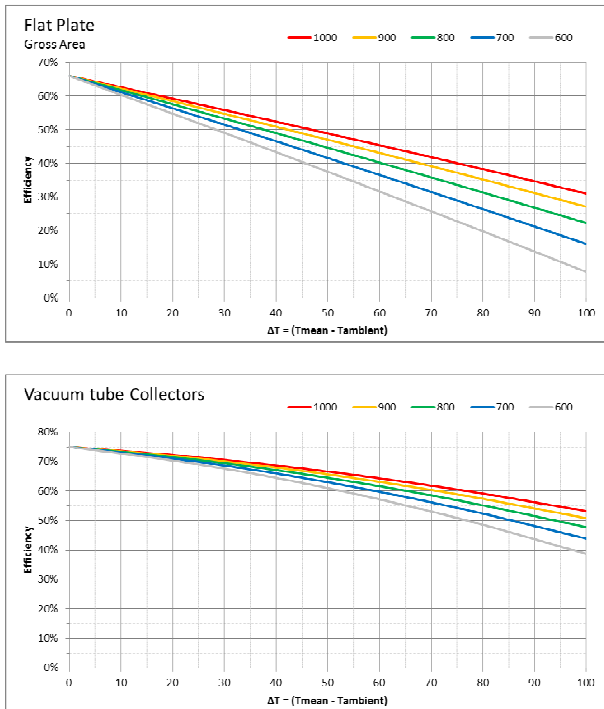 Flat Plate
Gross Area
1000 900 800 700 600
70%
60%
50%
40%
30%
20%
10%
0%
Efficiency
0 10 20 30 40 50 60 70 80 90 100
ΔT = (Tmean - Tambient)
Vacuum tube Collectors
1000 900 800 700 600
80%
70%
60%
50%
40%
30%
20%
10%
0%
Efficiency
0 10 20 30 40 50 60 70 80 90 100
ΔT = (Tmean - Tambient)